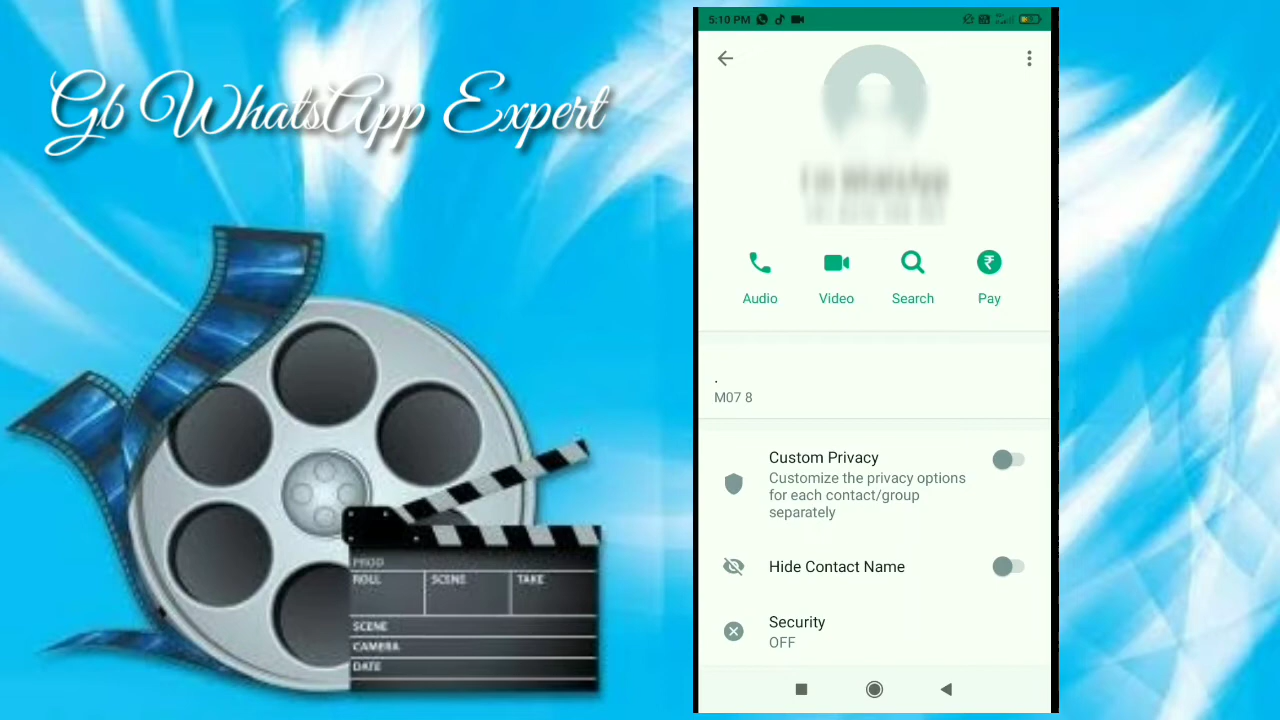 Gb WhatsApp Expert
PROD
ROLL SCENE TAKE
SCENE
CAMERA
DATE
5:10 PM
Audio Video Search Pay
.
M07 8
Custom Privacy
Customize the privacy options
for each contact/group
separately
Hide Contact Name
Security
OFF